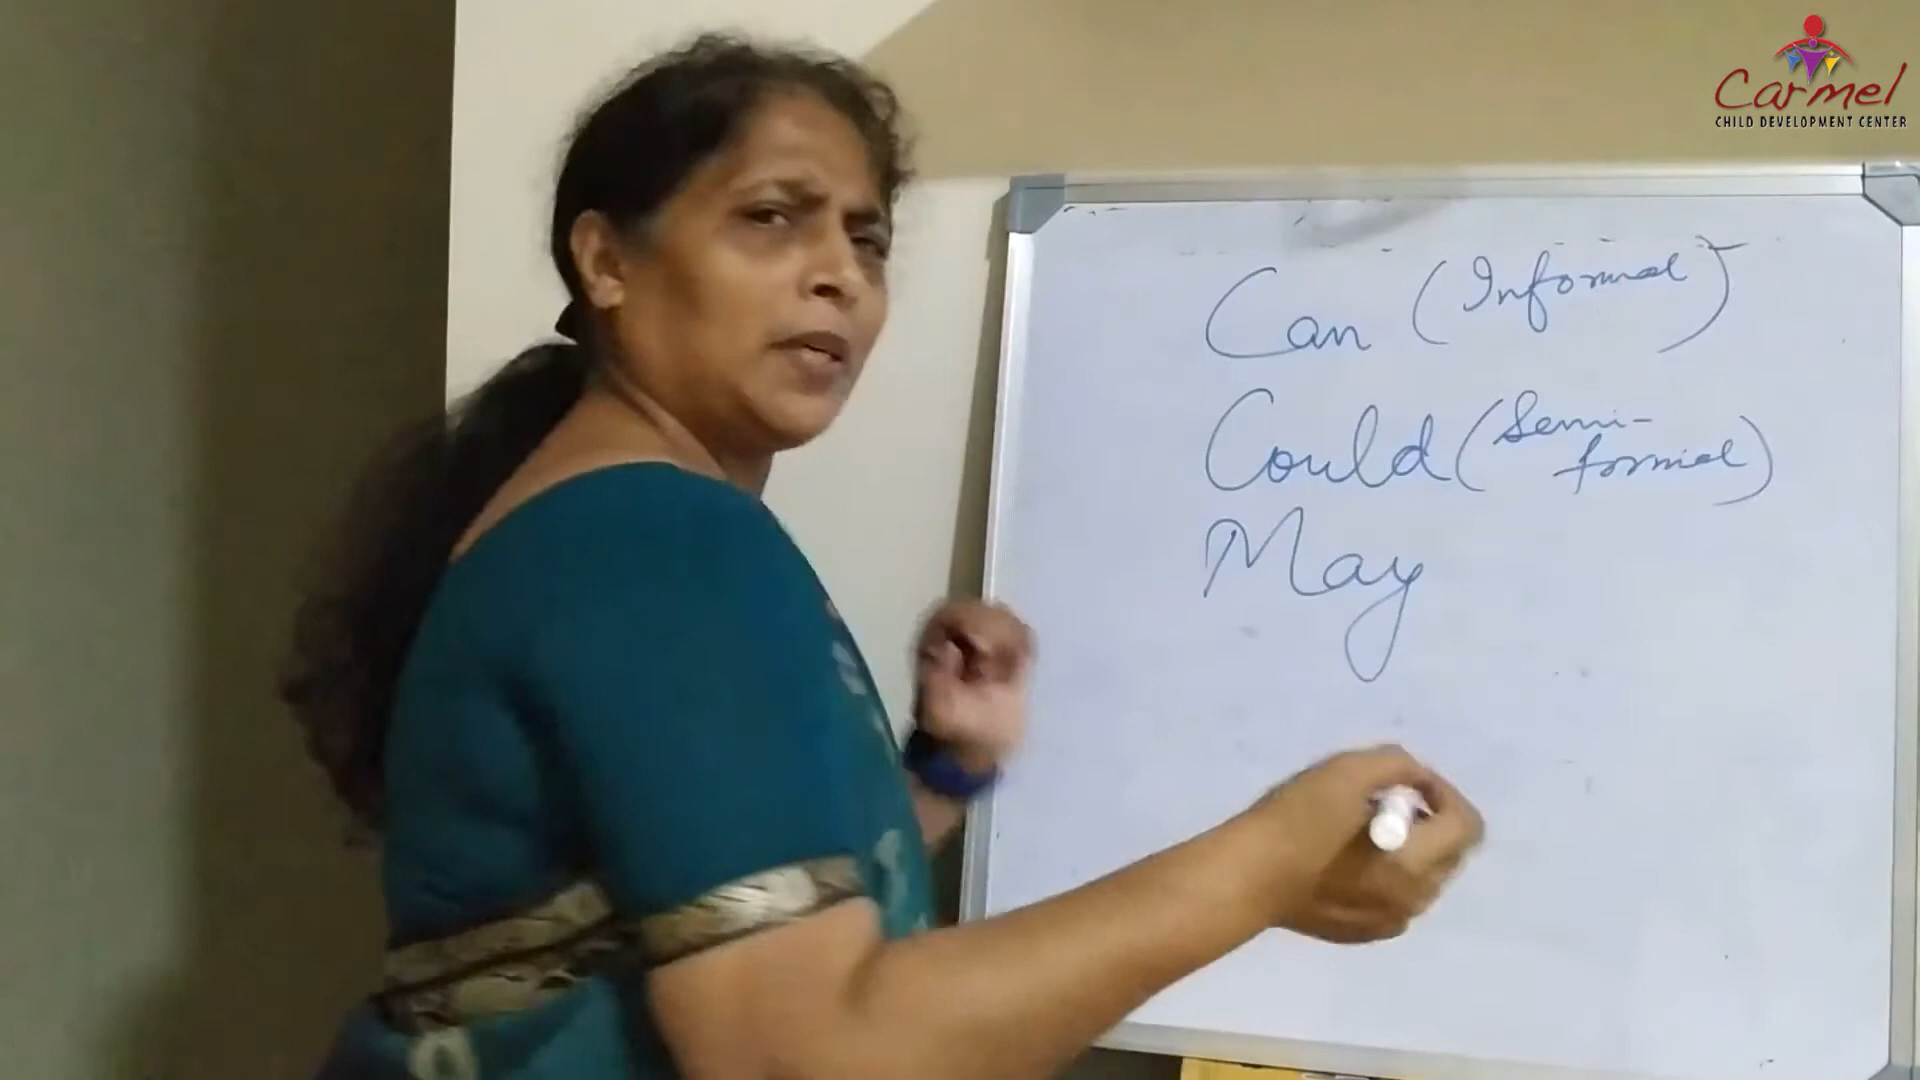 Carmel
CHILD DEVELOPMENT CENTER
Can (Informal)
Could (Semi-
formal)
May